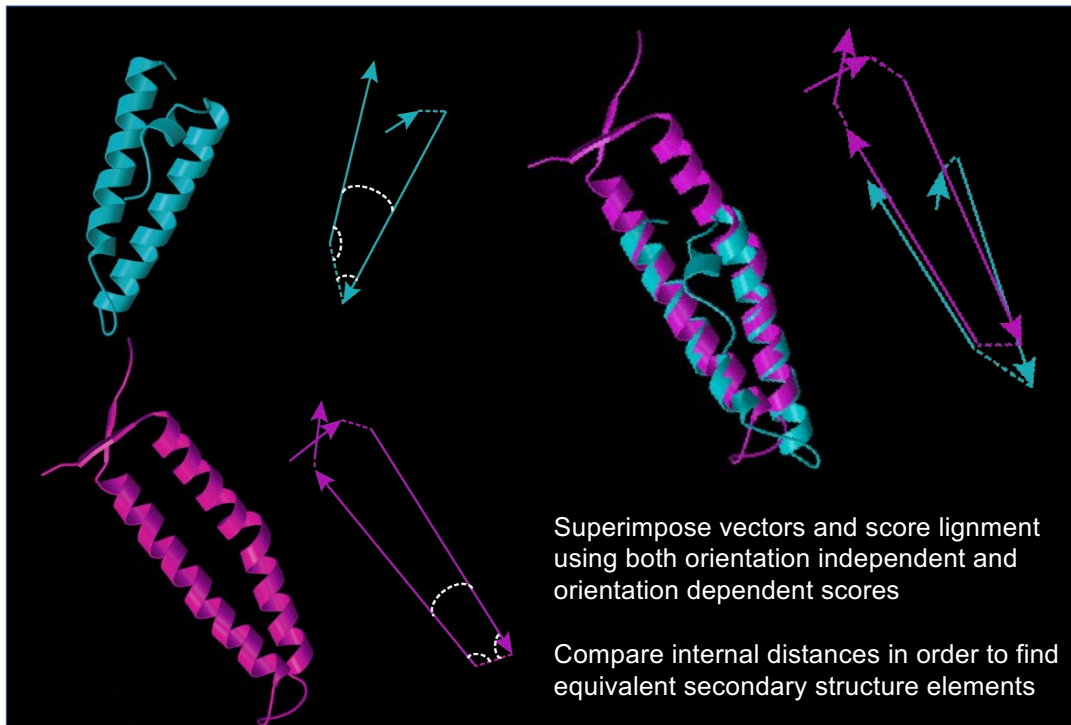 Superimpose vectors and score lignment
using both orientation independent and
orientation dependent scores
Compare internal distances in order to find
equivalent secondary structure elements